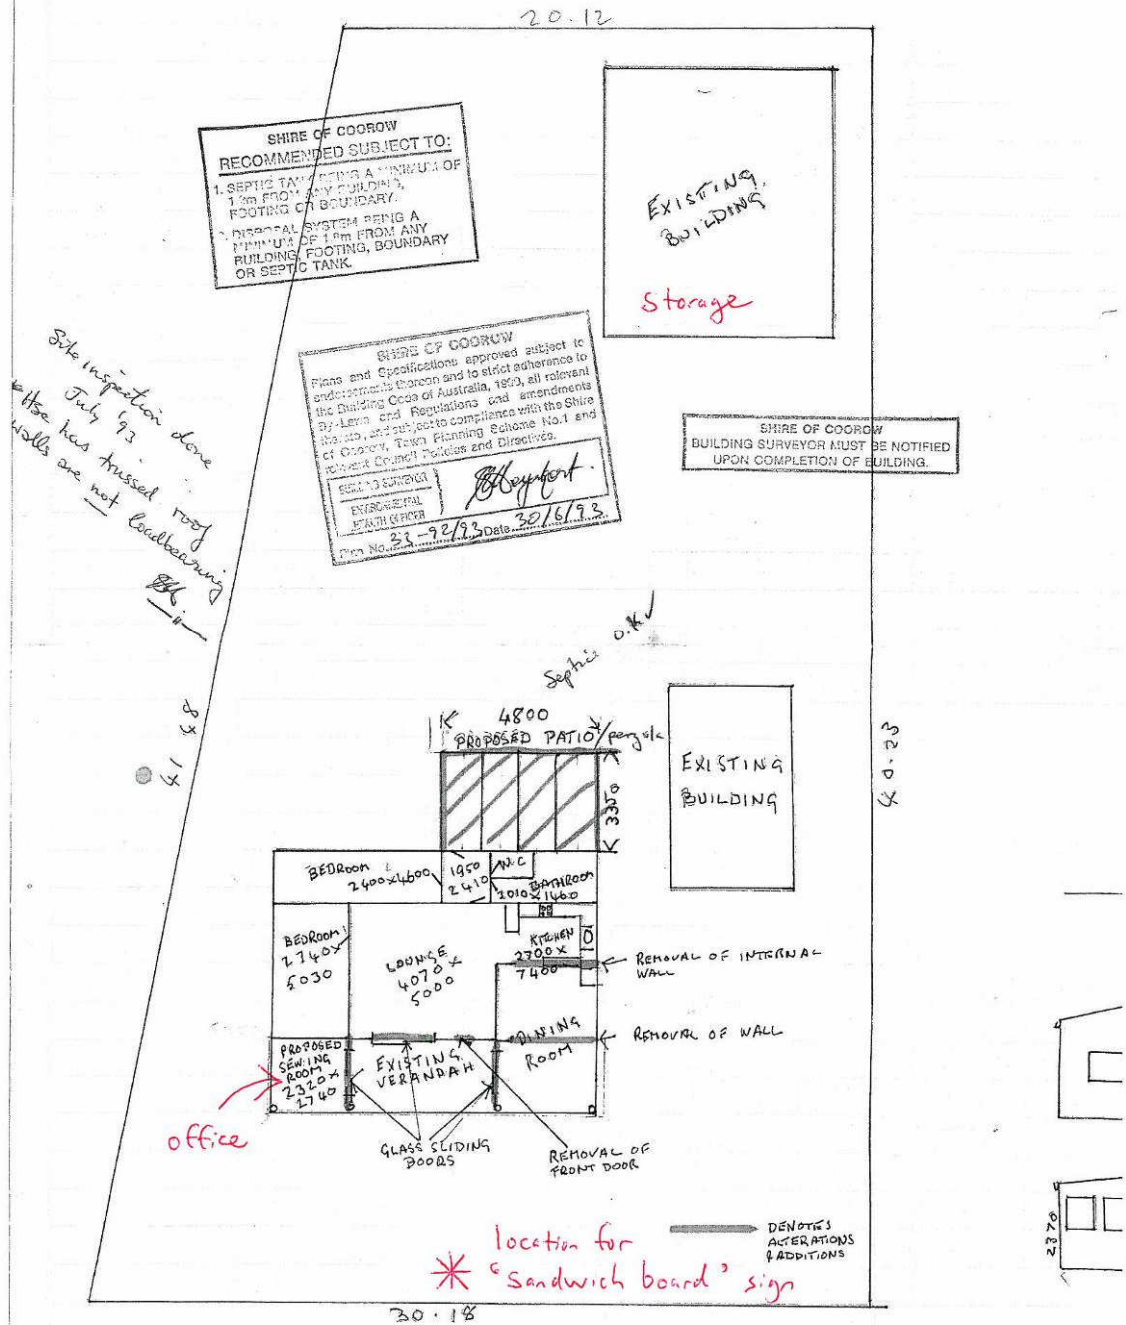 20.12
SHIRE OF COOROW
RECOMMENDED SUBJECT TO:
1. SEPTIC TANK BEING A MINIMUM OF
1.2m FROM ANY BUILDING,
FOOTING OR BOUNDARY.
2. DISPOSAL SYSTEM BEING A
MINIMUM OF 1.8m FROM ANY
BUILDING, FOOTING, BOUNDARY
OR SEPTIC TANK.
EXISTING
BUILDING
Storage
Site inspection done
July '93
Hse has trussed roof
walls are not loadbearing
SHIRE OF COOROW
Plans and Specifications approved subject to
endorsements thereon and to strict adherence to
the Building Code of Australia, 1990, all relevant
By-Laws and Regulations and amendments
thereto, and subject to compliance with the Shire
of Coorow, Town Planning Scheme No.1 and
relevant Council Policies and Directives.
BUILDING SURVEYOR
ENVIRONMENTAL
HEALTH OFFICER
Plan No. 33-92/93 Date 30/6/93
SHIRE OF COOROW
BUILDING SURVEYOR MUST BE NOTIFIED
UPON COMPLETION OF BUILDING.
Septic O.K ✓
41.48
40.23
4800
PROPOSED PATIO/pergola
3350
EXISTING
BUILDING
BEDROOM
2400x4600
1950
2410
W.C
BATHROOM
2010x1460
BEDROOM
2740x
5030
LOUNGE
4070x
5000
KITCHEN
2700x
7400
REMOVAL OF INTERNAL
WALL
DINING
ROOM
REMOVAL OF WALL
PROPOSED
SEWING
ROOM
2320x
2740
EXISTING
VERANDAH
office
GLASS SLIDING
DOORS
REMOVAL OF
FRONT DOOR
DENOTES
ALTERATIONS
& ADDITIONS
location for
"Sandwich board" sign
2370
30.18